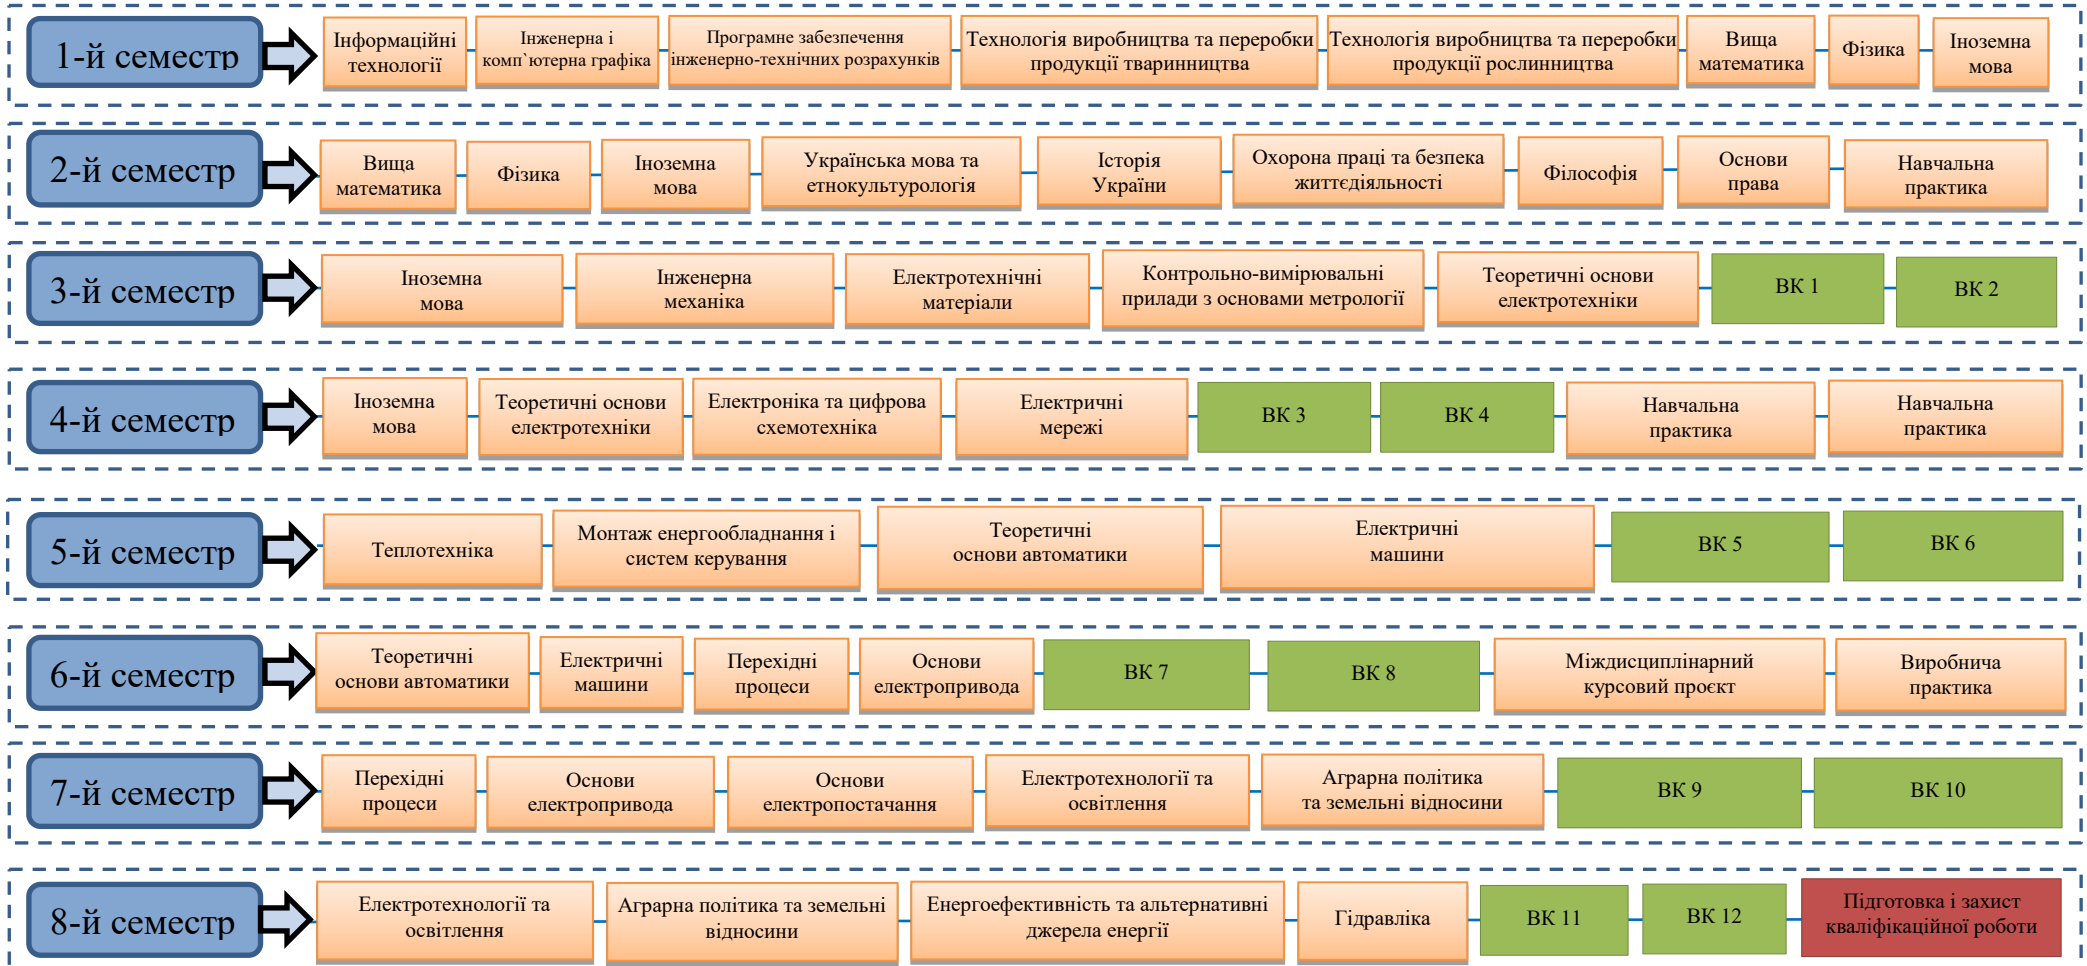 1-й семестр
Інформаційні
технології
Інженерна і
комп`ютерна графіка
Програмне забезпечення
інженерно-технічних розрахунків
Технологія виробництва та переробки
продукції тваринництва
Технологія виробництва та переробки
продукції рослинництва
Вища
математика
Фізика
Іноземна
мова
2-й семестр
Вища
математика
Фізика
Іноземна
мова
Українська мова та
етнокультурологія
Історія
України
Охорона праці та безпека
життєдіяльності
Філософія
Основи
права
Навчальна
практика
3-й семестр
Іноземна
мова
Інженерна
механіка
Електротехнічні
матеріали
Контрольно-вимірювальні
прилади з основами метрології
Теоретичні основи
електротехніки
ВК 1
ВК 2
4-й семестр
Іноземна
мова
Теоретичні основи
електротехніки
Електроніка та цифрова
схемотехніка
Електричні
мережі
ВК 3
ВК 4
Навчальна
практика
Навчальна
практика
5-й семестр
Теплотехніка
Монтаж енергообладнання і
систем керування
Теоретичні
основи автоматики
Електричні
машини
ВК 5
ВК 6
6-й семестр
Теоретичні
основи автоматики
Електричні
машини
Перехідні
процеси
Основи
електропривода
ВК 7
ВК 8
Міждисциплінарний
курсовий проєкт
Виробнича
практика
7-й семестр
Перехідні
процеси
Основи
електропривода
Основи
електропостачання
Електротехнології та
освітлення
Аграрна політика
та земельні відносини
ВК 9
ВК 10
8-й семестр
Електротехнології та
освітлення
Аграрна політика та земельні
відносини
Енергоефективність та альтернативні
джерела енергії
Гідравліка
ВК 11
ВК 12
Підготовка і захист
кваліфікаційної роботи